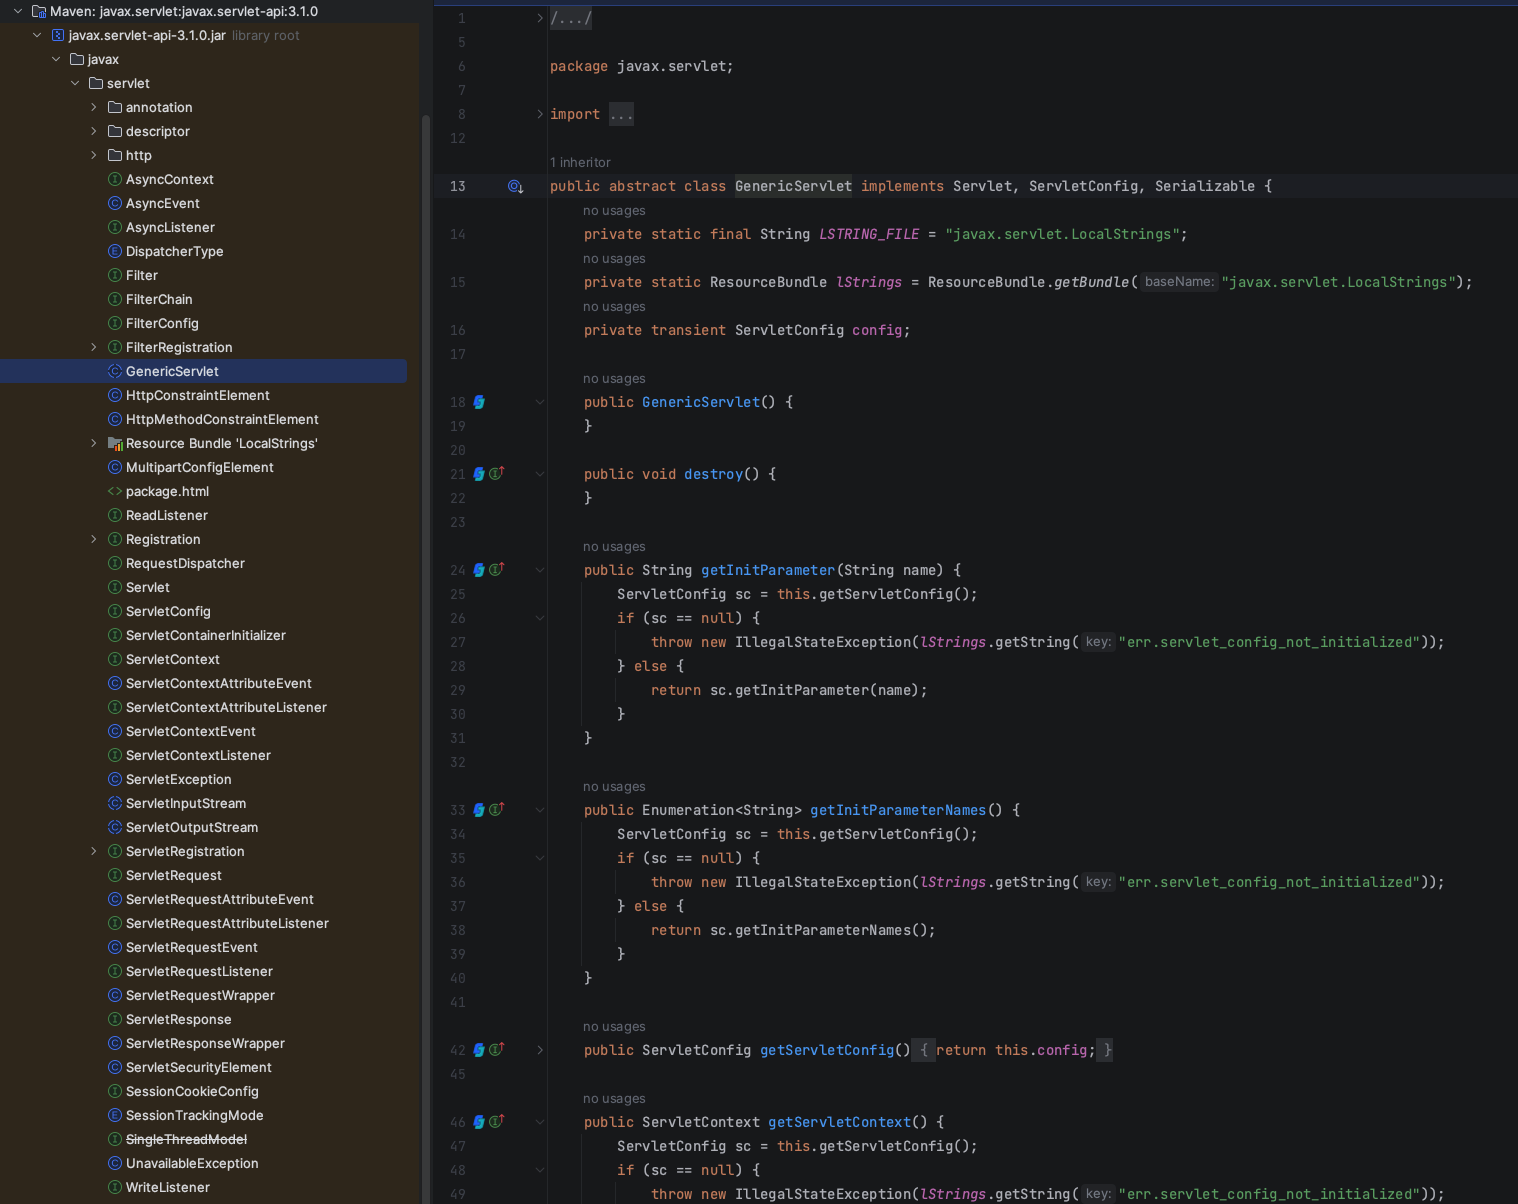 Maven: javax.servlet:javax.servlet-api:3.1.0
javax.servlet-api-3.1.0.jar library root
javax
servlet
annotation
descriptor
http
AsyncContext
AsyncEvent
AsyncListener
DispatcherType
Filter
FilterChain
FilterConfig
FilterRegistration
GenericServlet
HttpConstraintElement
HttpMethodConstraintElement
Resource Bundle 'LocalStrings'
MultipartConfigElement
package.html
ReadListener
Registration
RequestDispatcher
Servlet
ServletConfig
ServletContainerInitializer
ServletContext
ServletContextAttributeEvent
ServletContextAttributeListener
ServletContextEvent
ServletContextListener
ServletException
ServletInputStream
ServletOutputStream
ServletRegistration
ServletRequest
ServletRequestAttributeEvent
ServletRequestAttributeListener
ServletRequestEvent
ServletRequestListener
ServletRequestWrapper
ServletResponse
ServletResponseWrapper
ServletSecurityElement
SessionCookieConfig
SessionTrackingMode
SingleThreadModel
UnavailableException
WriteListener
1 /.../
5
6 package javax.servlet;
7
8 import ...
12
1 inheritor
13 public abstract class GenericServlet implements Servlet, ServletConfig, Serializable {
no usages
14 private static final String LSTRING_FILE = "javax.servlet.LocalStrings";
no usages
15 private static ResourceBundle lStrings = ResourceBundle.getBundle( baseName: "javax.servlet.LocalStrings");
no usages
16 private transient ServletConfig config;
17
no usages
18 public GenericServlet() {
19 }
20
21 public void destroy() {
22 }
23
no usages
24 public String getInitParameter(String name) {
25 ServletConfig sc = this.getServletConfig();
26 if (sc == null) {
27 throw new IllegalStateException(lStrings.getString( key: "err.servlet_config_not_initialized"));
28 } else {
29 return sc.getInitParameter(name);
30 }
31 }
32
no usages
33 public Enumeration<String> getInitParameterNames() {
34 ServletConfig sc = this.getServletConfig();
35 if (sc == null) {
36 throw new IllegalStateException(lStrings.getString( key: "err.servlet_config_not_initialized"));
37 } else {
38 return sc.getInitParameterNames();
39 }
40 }
41
no usages
42 public ServletConfig getServletConfig() { return this.config; }
45
no usages
46 public ServletContext getServletContext() {
47 ServletConfig sc = this.getServletConfig();
48 if (sc == null) {
49 throw new IllegalStateException(lStrings.getString( key: "err.servlet_config_not_initialized"));